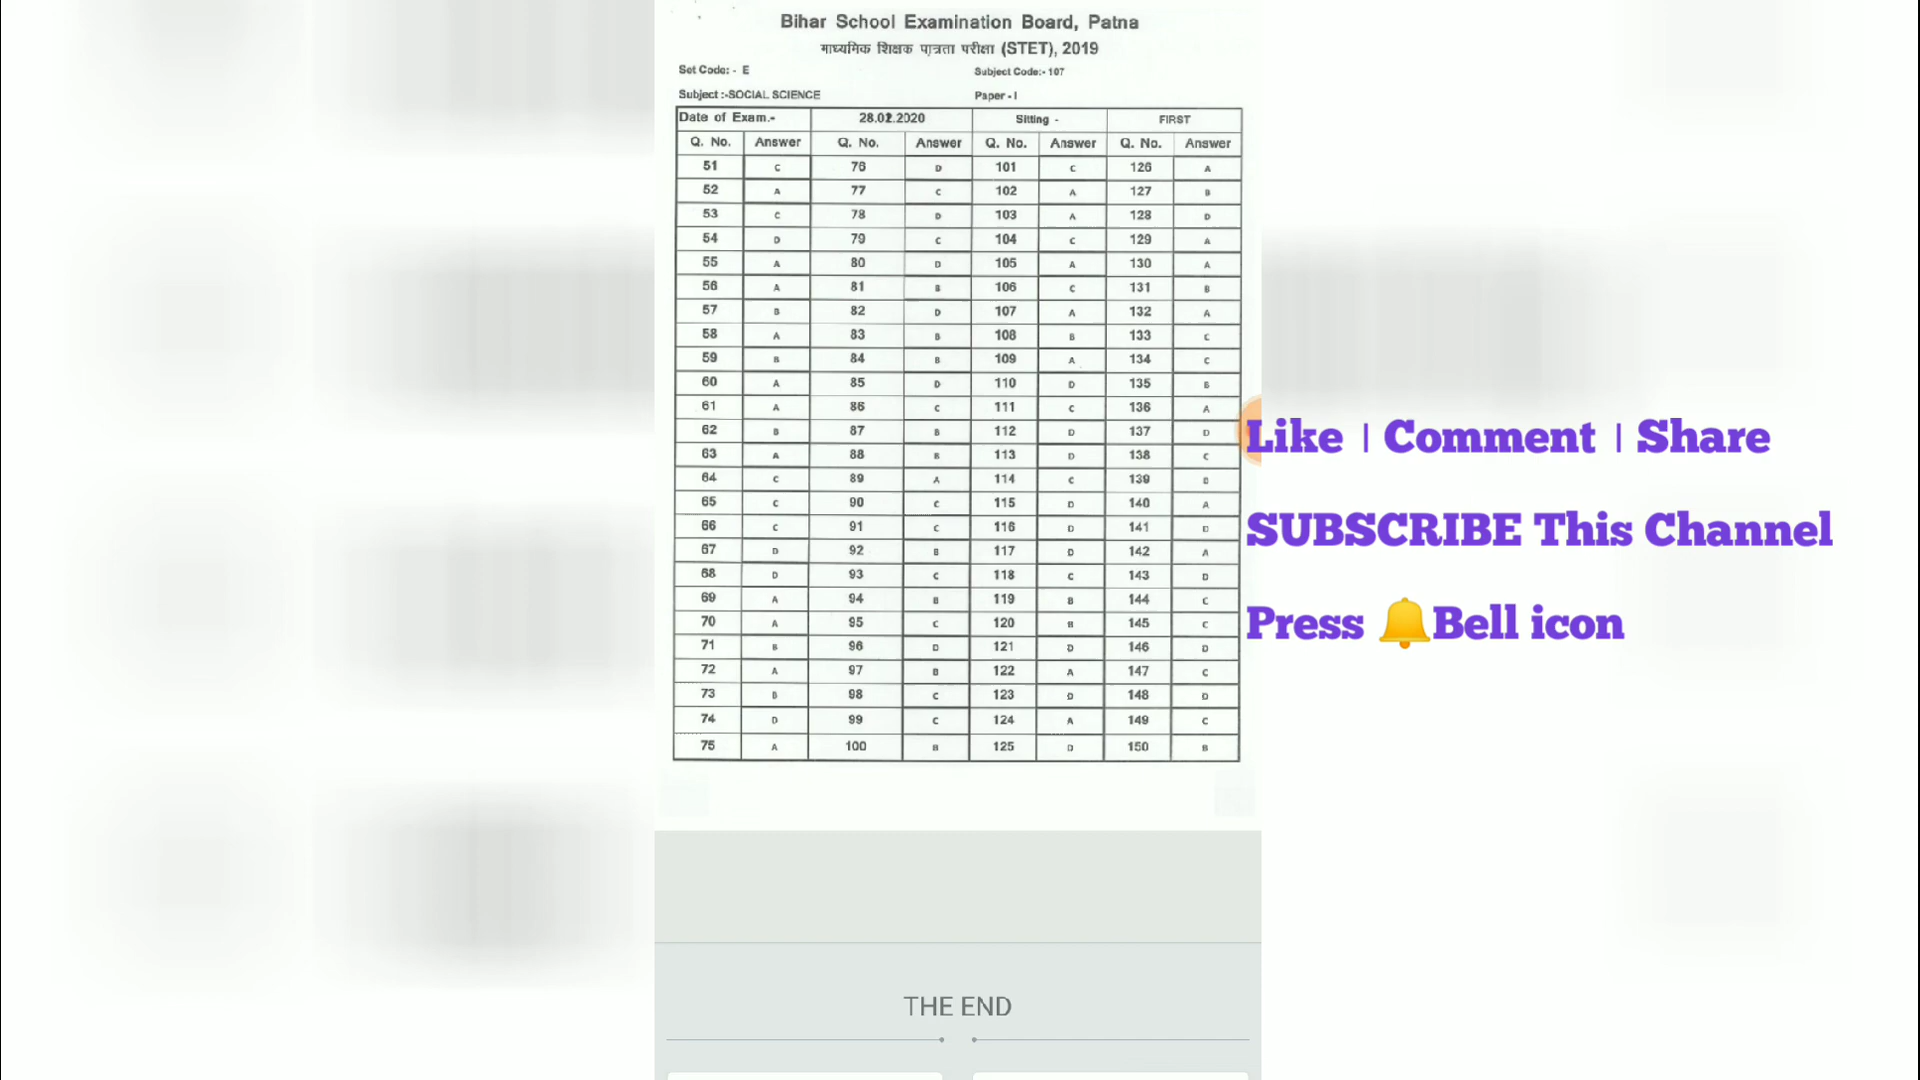 Bihar School Examination Board, Patna
माध्यमिक शिक्षक पात्रता परीक्षा (STET), 2019
Set Code: - E Subject Code:- 107
Subject :-SOCIAL SCIENCE Paper - I
Date of Exam.- 28.02.2020 Sitting - FIRST
Q. No. Answer Q. No. Answer Q. No. Answer Q. No. Answer
51 C 76 D 101 C 126 A
52 A 77 C 102 A 127 B
53 C 78 D 103 A 128 D
54 D 79 C 104 C 129 A
55 A 80 D 105 A 130 A
56 A 81 B 106 C 131 B
57 B 82 D 107 A 132 A
58 A 83 B 108 B 133 C
59 B 84 B 109 A 134 C
60 A 85 D 110 D 135 B
61 A 86 C 111 C 136 A
62 B 87 B 112 D 137 D
63 A 88 B 113 D 138 C
64 C 89 A 114 C 139
65 C 90 C 115 D 140 A
66 C 91 C 116 D 141 D
67 D 92 B 117 D 142 A
68 D 93 C 118 C 143 D
69 A 94 B 119 B 144 C
70 A 95 C 120 B 145 C
71 B 96 D 121 D 146 D
72 A 97 B 122 A 147 C
73 B 98 C 123 D 148 D
74 D 99 C 124 A 149 C
75 A 100 B 125 D 150 B
Like | Comment | Share
SUBSCRIBE This Channel
Press 🔔Bell icon
THE END